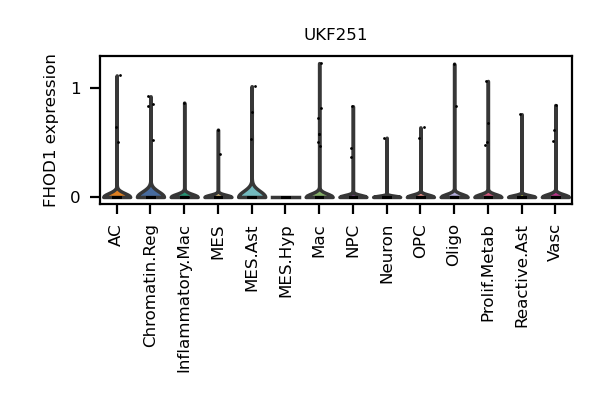 UKF251
FHOD1 expression
1
0
AC
Chromatin.Reg
Inflammatory.Mac
MES
MES.Ast
MES.Hyp
Mac
NPC
Neuron
OPC
Oligo
Prolif.Metab
Reactive.Ast
Vasc